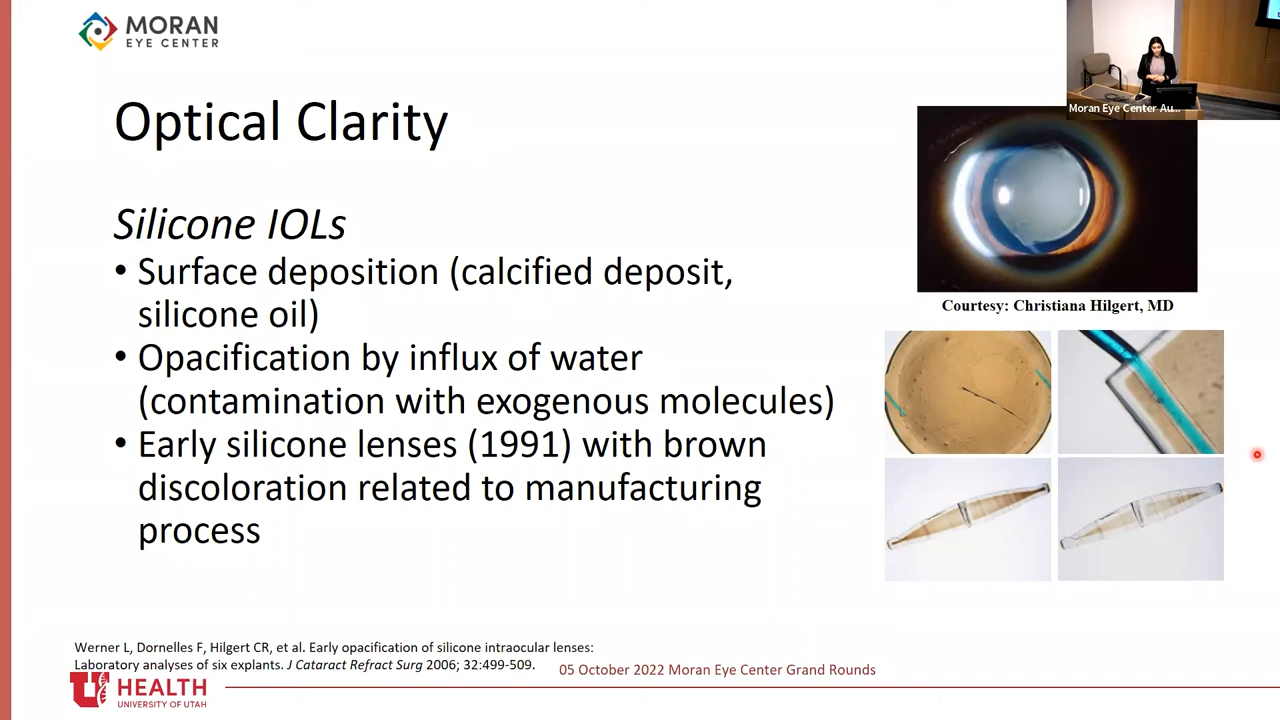 MORAN
EYE CENTER
Moran Eye Center Au...
Optical Clarity
Silicone IOLs
• Surface deposition (calcified deposit,
silicone oil)
• Opacification by influx of water
(contamination with exogenous molecules)
• Early silicone lenses (1991) with brown
discoloration related to manufacturing
process
Courtesy: Christiana Hilgert, MD
Werner L, Dornelles F, Hilgert CR, et al. Early opacification of silicone intraocular lenses:
Laboratory analyses of six explants. J Cataract Refract Surg 2006; 32:499-509.
05 October 2022 Moran Eye Center Grand Rounds
U
HEALTH
UNIVERSITY OF UTAH